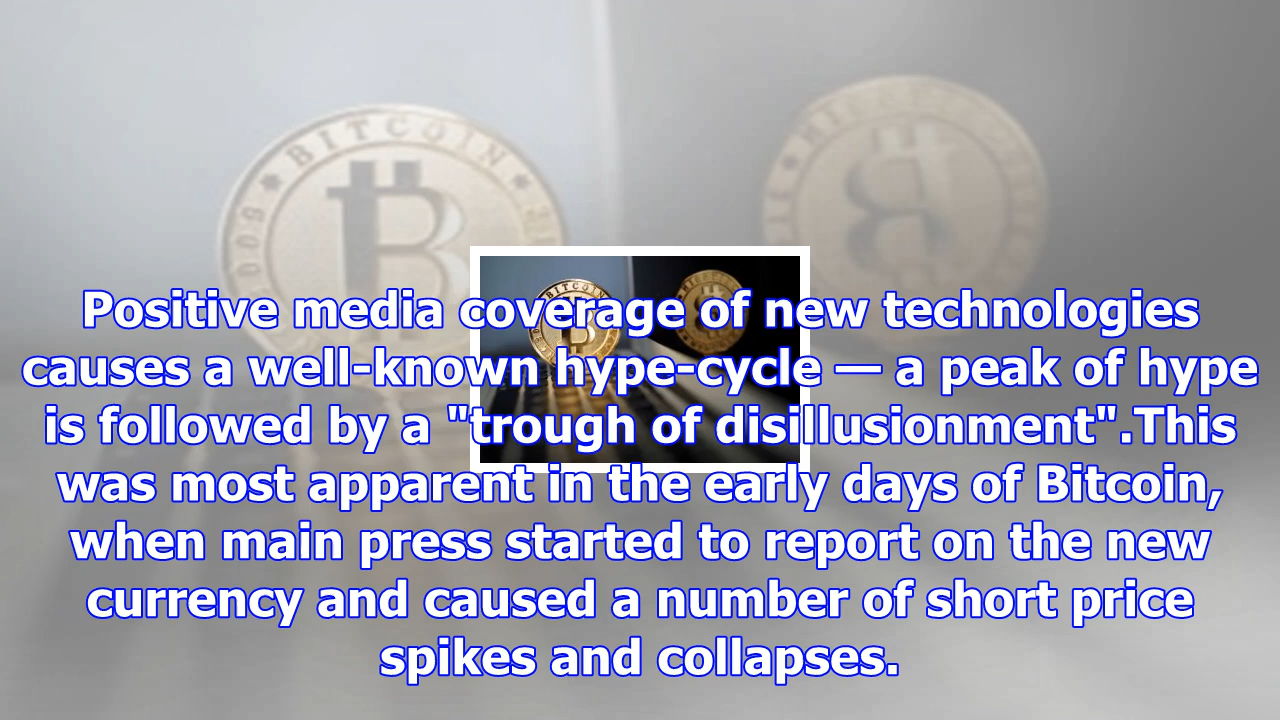 BITCOIN
Positive media coverage of new technologies
causes a well-known hype-cycle — a peak of hype
is followed by a "trough of disillusionment".This
was most apparent in the early days of Bitcoin,
when main press started to report on the new
currency and caused a number of short price
spikes and collapses.